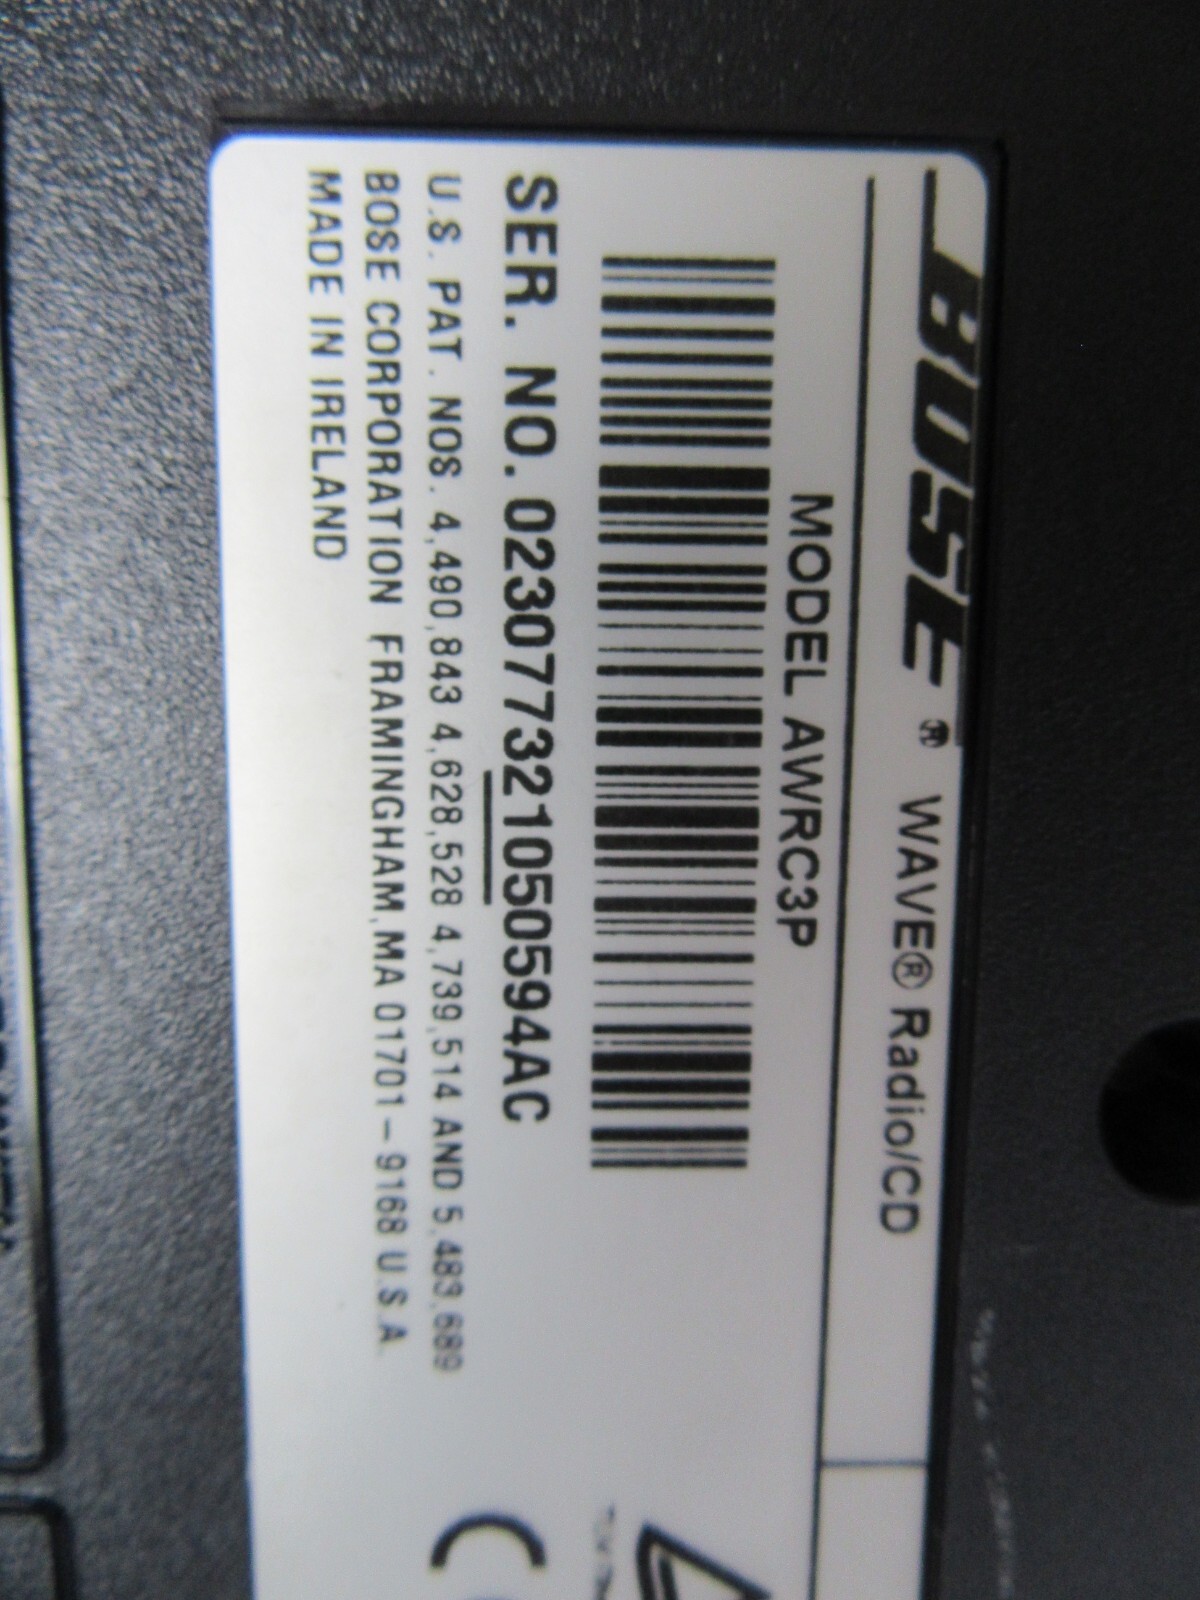 BOSE® WAVE® Radio/CD
MODEL AWRC3P
SER. NO. 023077321050594AC
U.S. PAT. NOS. 4,490,843 4,628,528 4,739,514 AND 5,483,689
BOSE CORPORATION FRAMINGHAM, MA 01701-9168 U.S.A.
MADE IN IRELAND